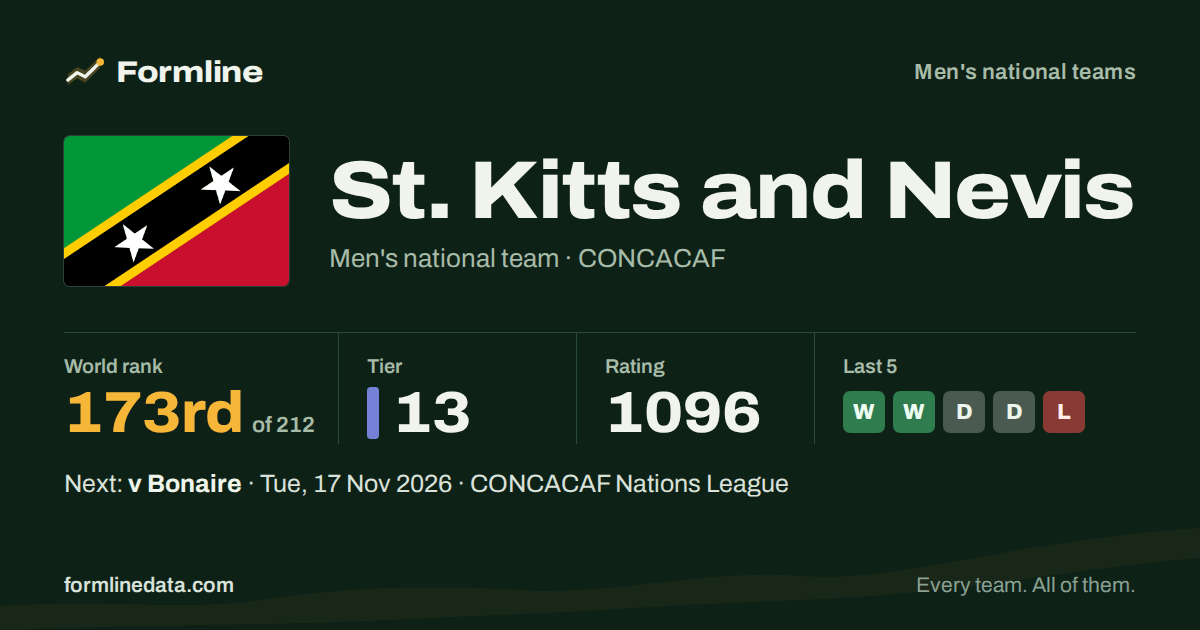 Formline
Men's national teams
St. Kitts and Nevis
Men's national team · CONCACAF
World rank
173rd of 212
Tier
13
Rating
1096
Last 5
W W D D L
Next: v Bonaire · Tue, 17 Nov 2026 · CONCACAF Nations League
formlinedata.com
Every team. All of them.